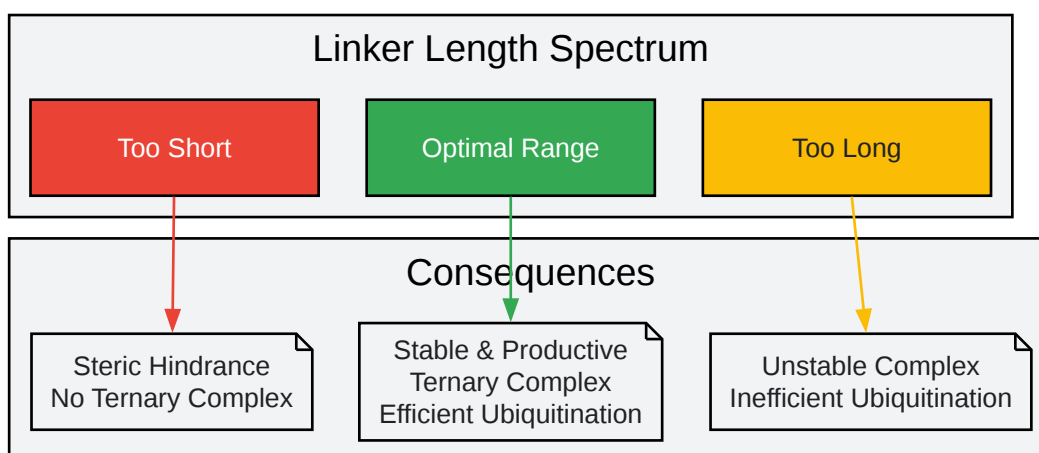 Linker Length Spectrum
Too Short
Optimal Range
Too Long
Consequences
Steric Hindrance
No Ternary Complex
Stable & Productive
Ternary Complex
Efficient Ubiquitination
Unstable Complex
Inefficient Ubiquitination